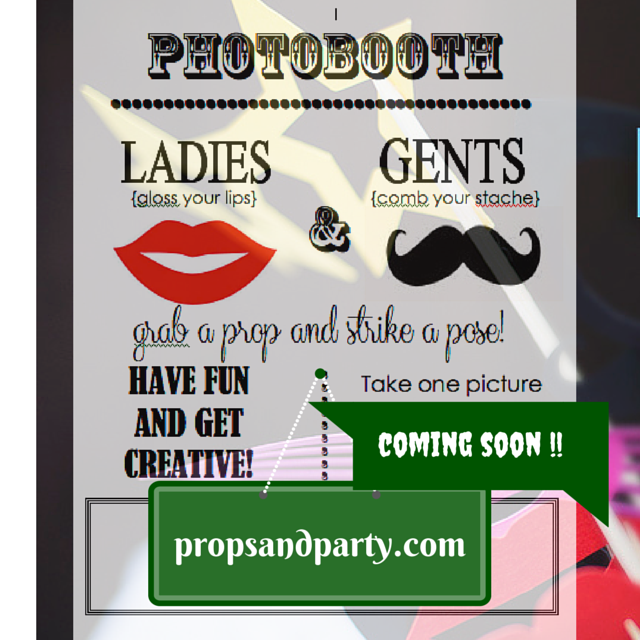 PHOTOBOOTH
LADIES
{gloss your lips}
&
GENTS
{comb your stache}
grab a prop and strike a pose!
HAVE FUN
AND GET
CREATIVE!
Take one picture
COMING SOON !!
propsandparty.com